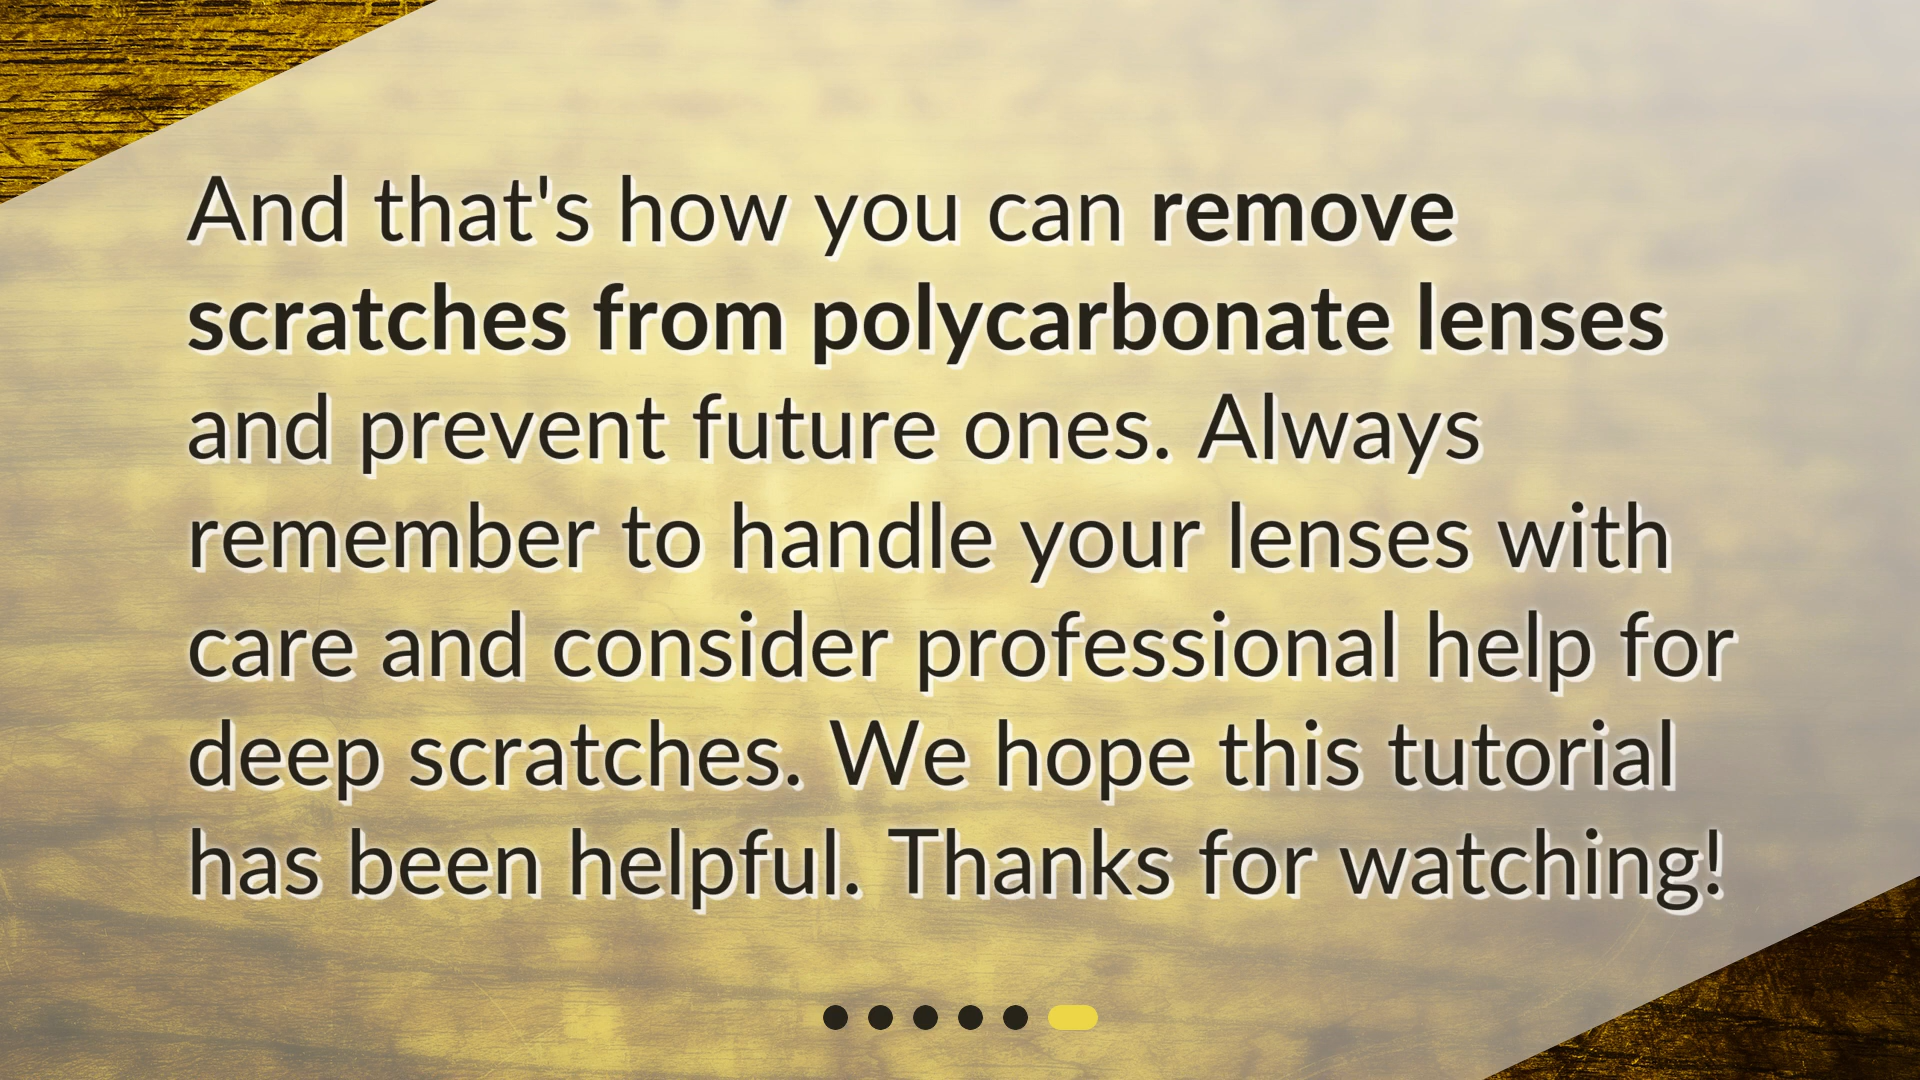 And that's how you can remove
scratches from polycarbonate lenses
and prevent future ones. Always
remember to handle your lenses with
care and consider professional help for
deep scratches. We hope this tutorial
has been helpful. Thanks for watching!